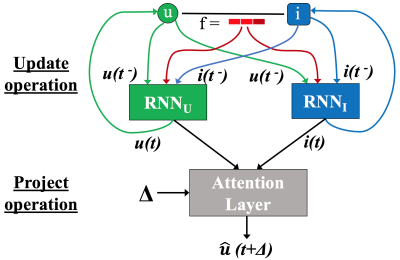 u
i
f =
Update
operation
u(t⁻)
i(t⁻)
u(t⁻)
i(t⁻)
RNN_U
RNN_I
u(t)
i(t)
Project
operation
Δ
Attention
Layer
û (t+Δ)